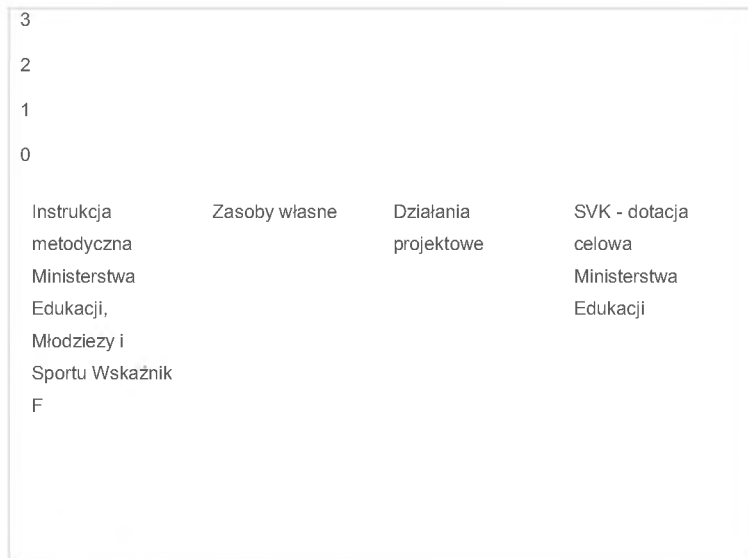 3
2
1
0
Instrukcja
metodyczna
Ministerstwa
Edukacji,
Młodziezy i
Sportu Wskaźnik
F
Zasoby własne
Działania
projektowe
SVK - dotacja
celowa
Ministerstwa
Edukacji